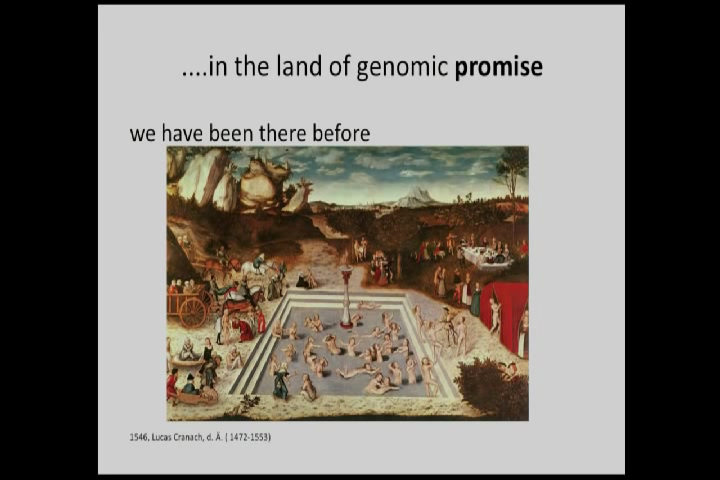 ....in the land of genomic promise
we have been there before
1546, Lucas Cranach, d. Ä. ( 1472-1553)